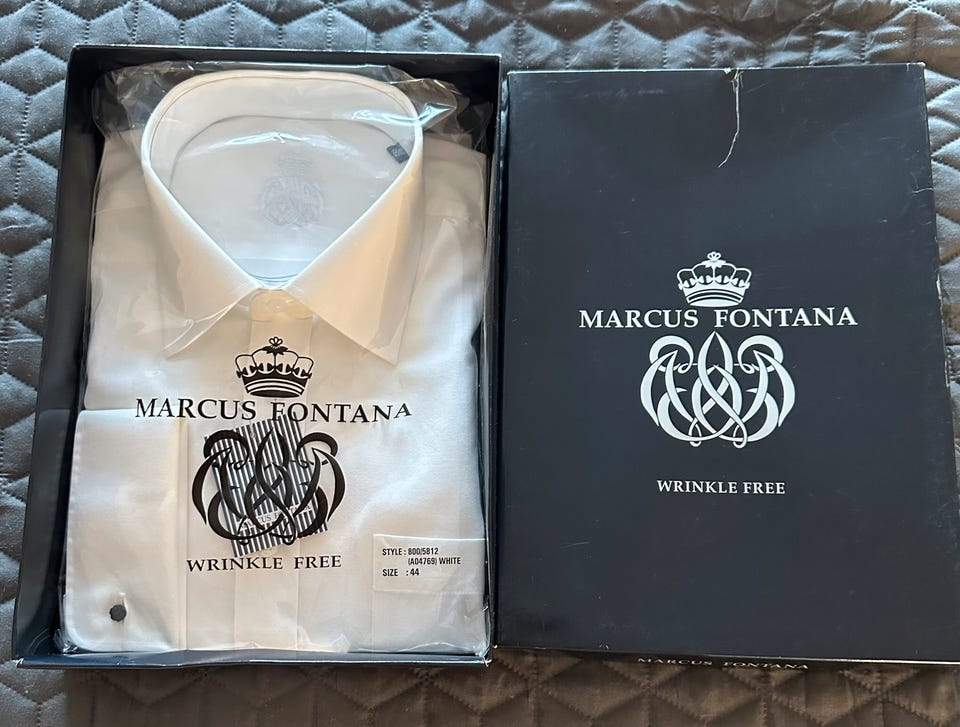 MARCUS FONTANA
WRINKLE FREE
STYLE : 800/5812
(A04769) WHITE
SIZE : 44
MARCUS FONTANA
WRINKLE FREE
MARCUS FONTANA